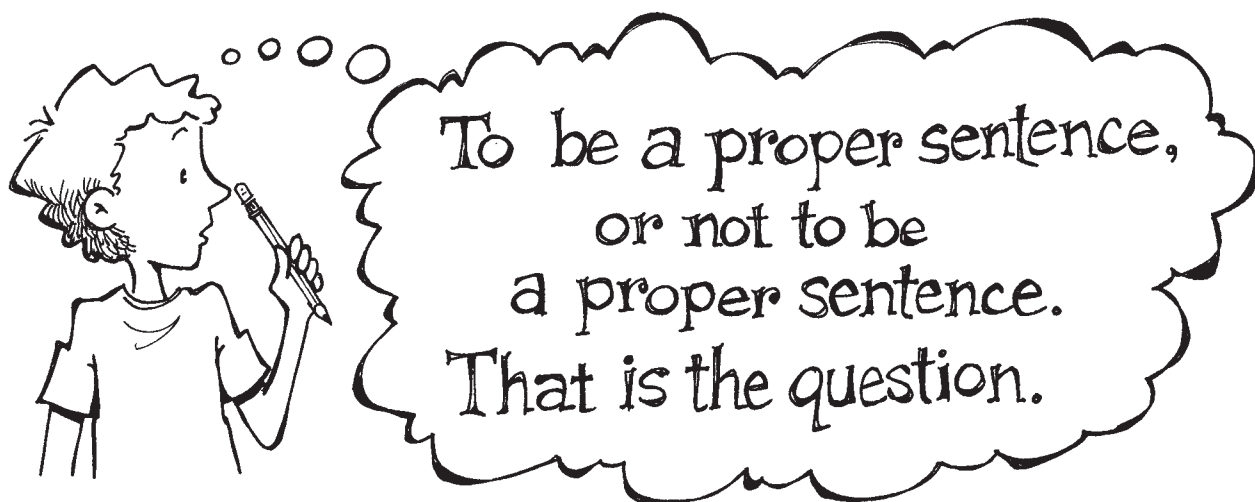 To be a proper sentence,
or not to be
a proper sentence.
That is the question.